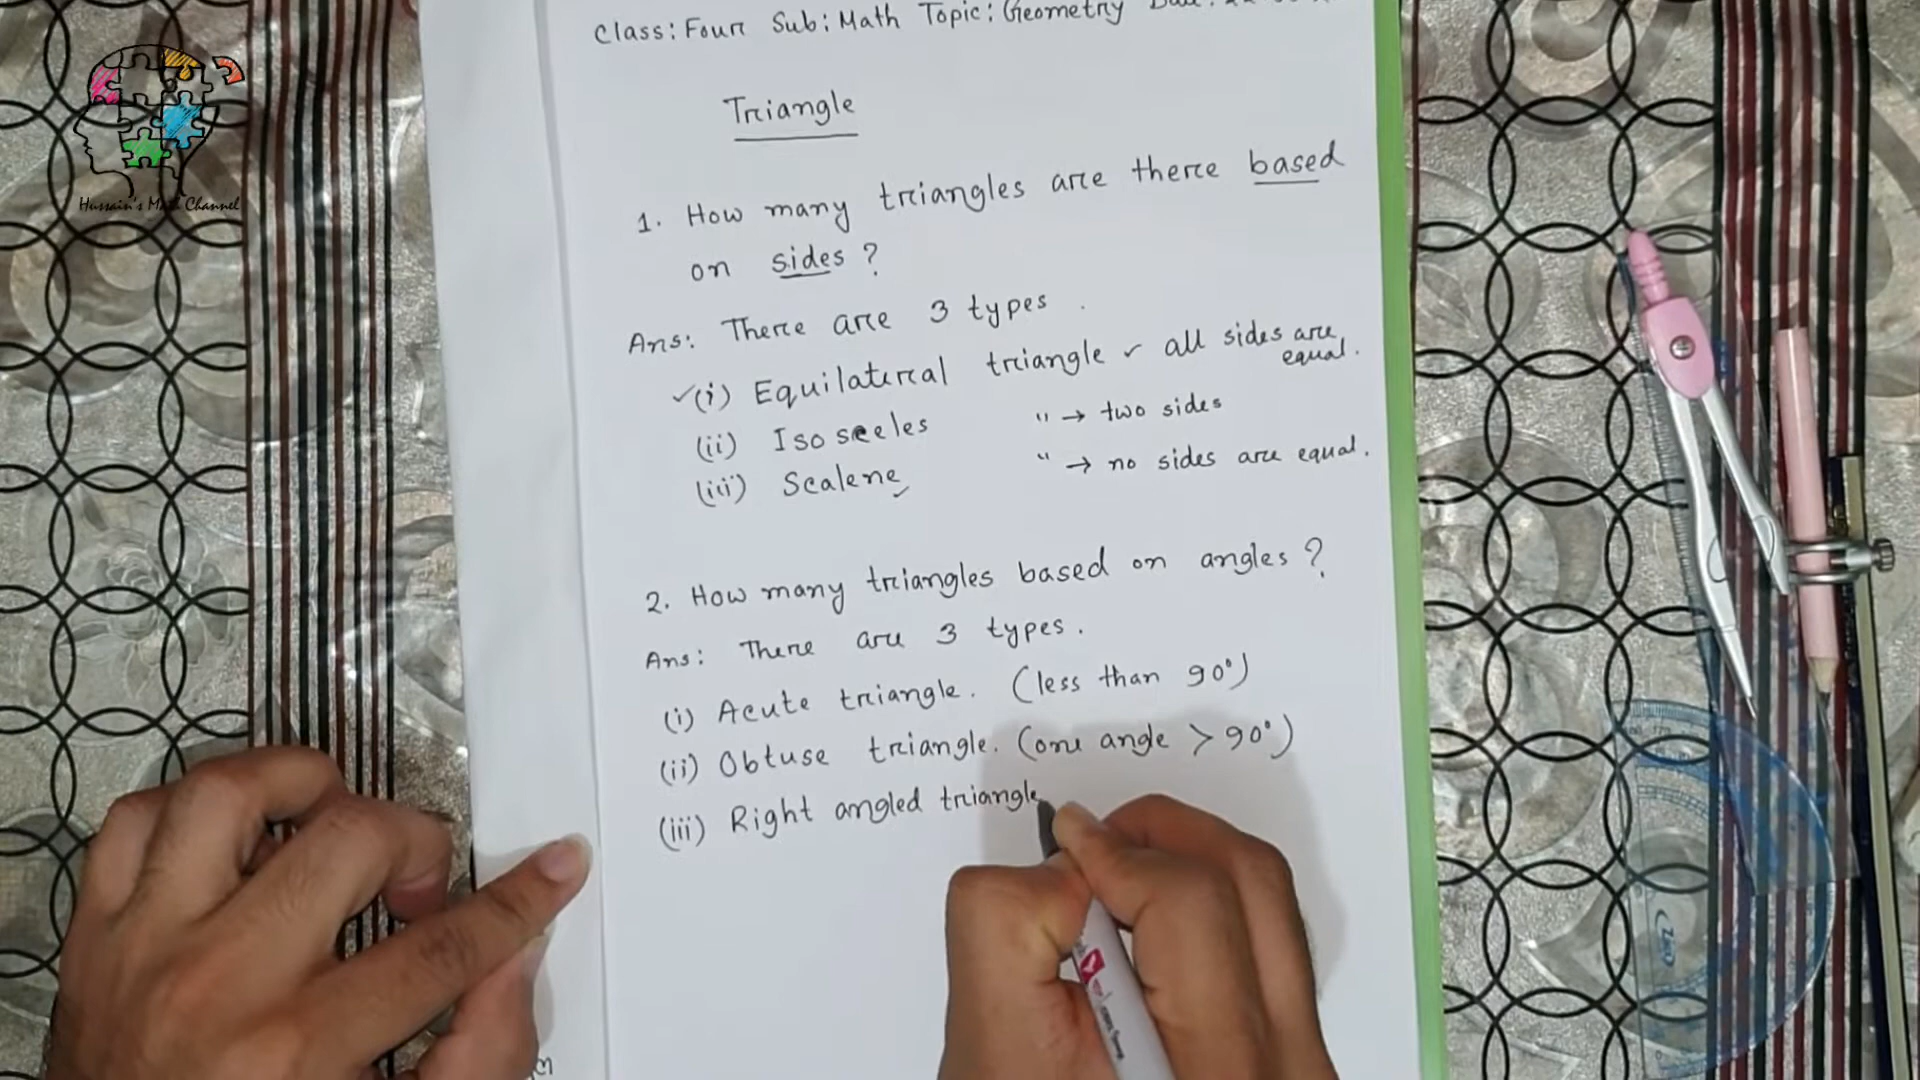 Class: Four Sub: Math Topic: Geometry
Hussain's Math Channel
Triangle
1. How many triangles are there based
on sides?
Ans: There are 3 types.
(i) Equilateral triangle ✓ all sides are
equal.
(ii) Isosceles " → two sides
(iii) Scalene " → no sides are equal.
2. How many triangles based on angles?
Ans: There are 3 types.
(i) Acute triangle. (less than 90°)
(ii) Obtuse triangle. (one angle > 90°)
(iii) Right angled triangle